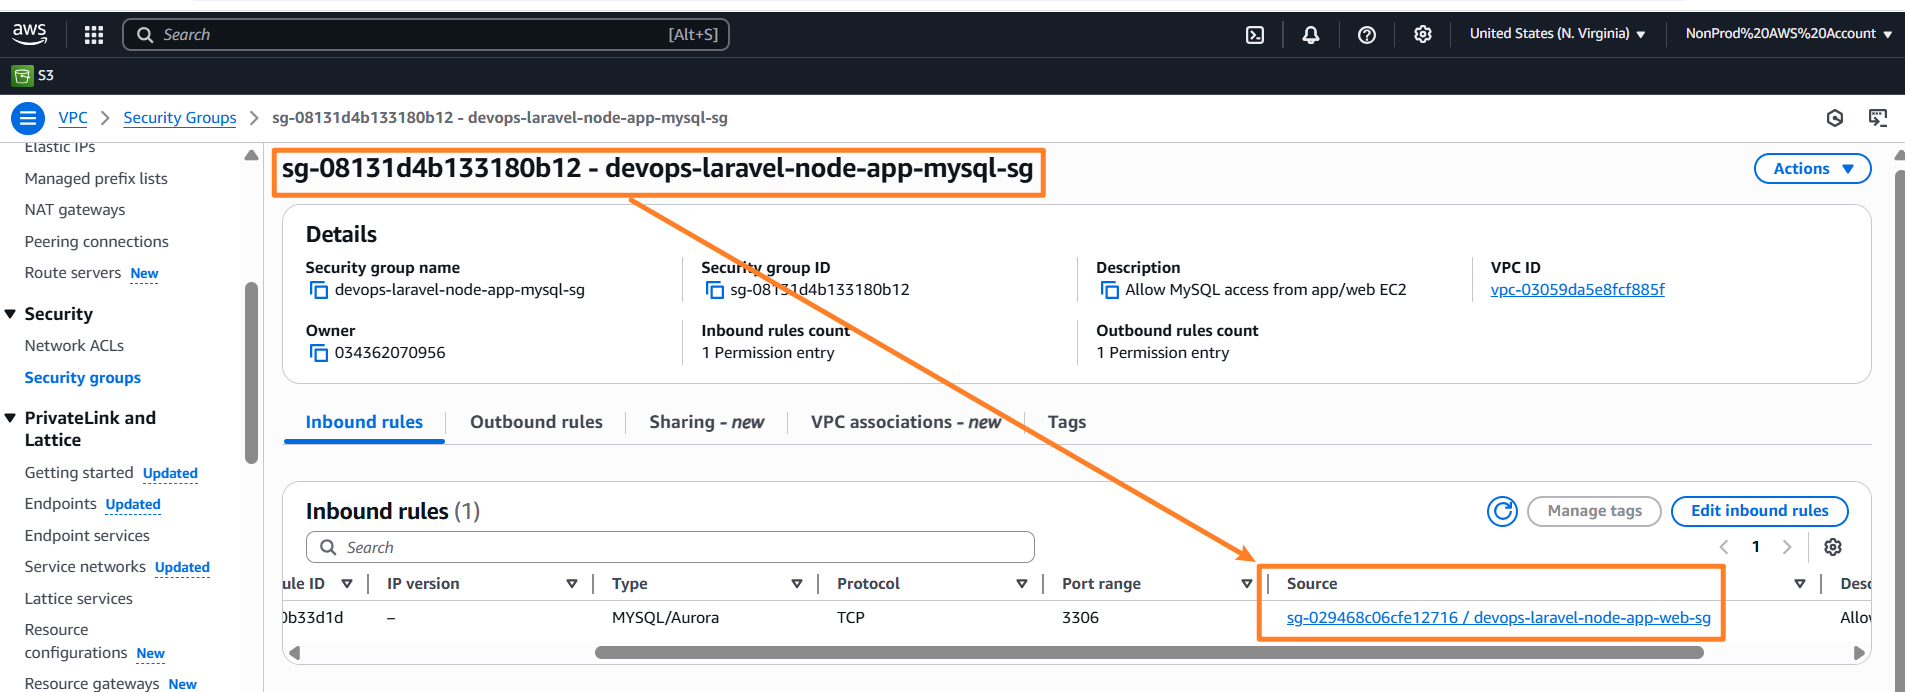 aws
Search [Alt+S] United States (N. Virginia) NonProd%20AWS%20Account
S3
VPC Security Groups sg-08131d4b133180b12 - devops-laravel-node-app-mysql-sg
Elastic IPs
Managed prefix lists
NAT gateways
Peering connections
Route servers New
Security
Network ACLs
Security groups
PrivateLink and
Lattice
Getting started Updated
Endpoints Updated
Endpoint services
Service networks Updated
Lattice services
Resource
configurations New
Resource gateways New
sg-08131d4b133180b12 - devops-laravel-node-app-mysql-sg
Actions
Details
Security group name
devops-laravel-node-app-mysql-sg
Security group ID
sg-08131d4b133180b12
Description
Allow MySQL access from app/web EC2
VPC ID
vpc-03059da5e8fcf885f
Owner
034362070956
Inbound rules count
1 Permission entry
Outbound rules count
1 Permission entry
Inbound rules Outbound rules Sharing - new VPC associations - new Tags
Inbound rules (1)
Manage tags Edit inbound rules
Search
1
ule ID IP version Type Protocol Port range Source Desc
0b33d1d – MYSQL/Aurora TCP 3306 sg-029468c06cfe12716 / devops-laravel-node-app-web-sg Allow